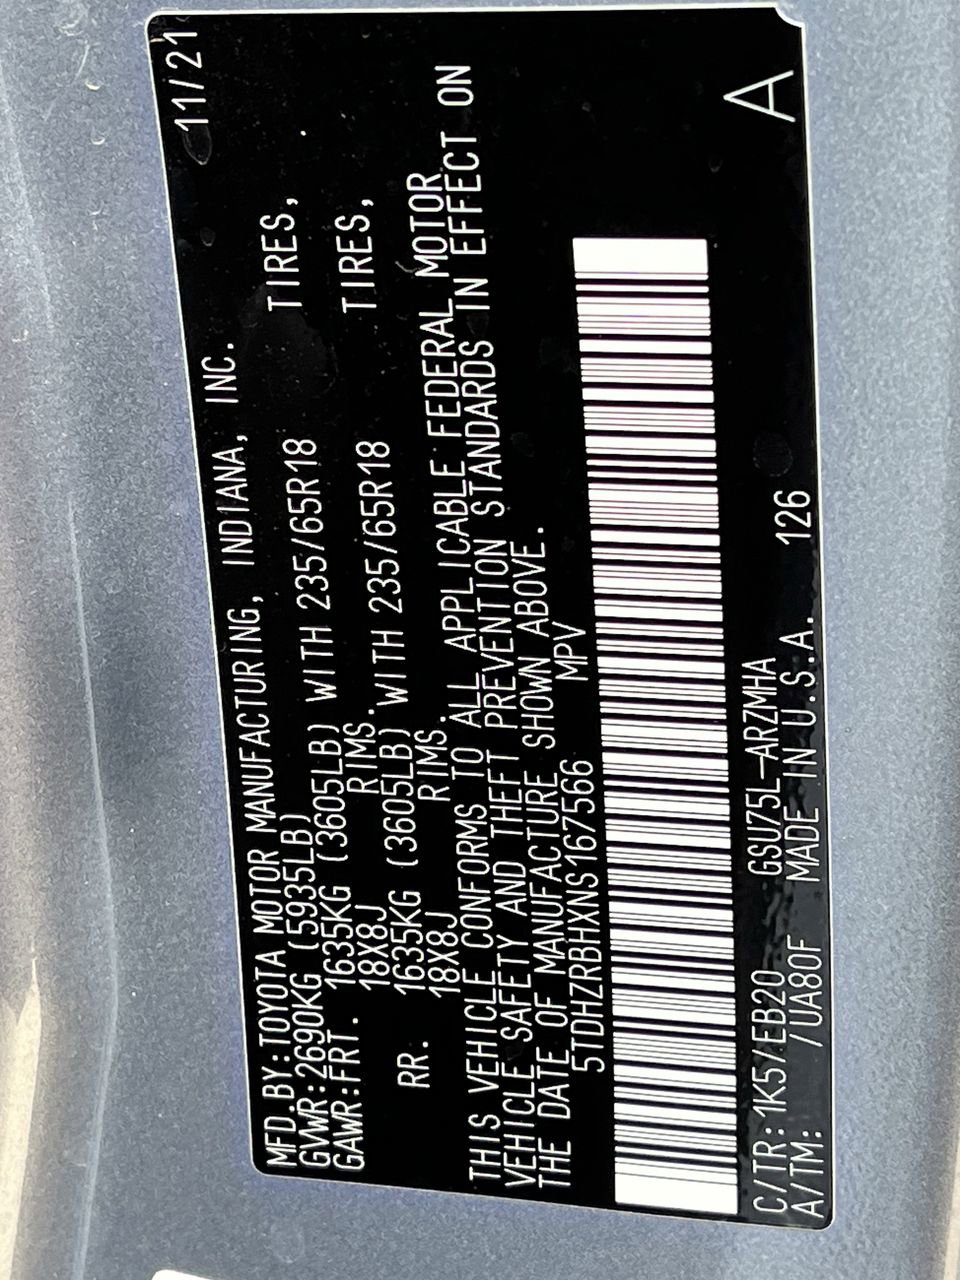 MFD.BY:TOYOTA MOTOR MANUFACTURING, INDIANA, INC. 11/21
GVWR:2690KG (5935LB)
GAWR:FRT. 1635KG (3605LB) WITH 235/65R18 TIRES,
18X8J RIMS.
RR. 1635KG (3605LB) WITH 235/65R18 TIRES,
18X8J RIMS.
THIS VEHICLE CONFORMS TO ALL APPLICABLE FEDERAL MOTOR
VEHICLE SAFETY AND THEFT PREVENTION STANDARDS IN EFFECT ON
THE DATE OF MANUFACTURE SHOWN ABOVE.
5TDHZRBHXNS167566 MPV
C/TR:1K5/EB20 GSU75L-ARZMHA
A/TM: /UA80F MADE IN U.S.A. 126 A